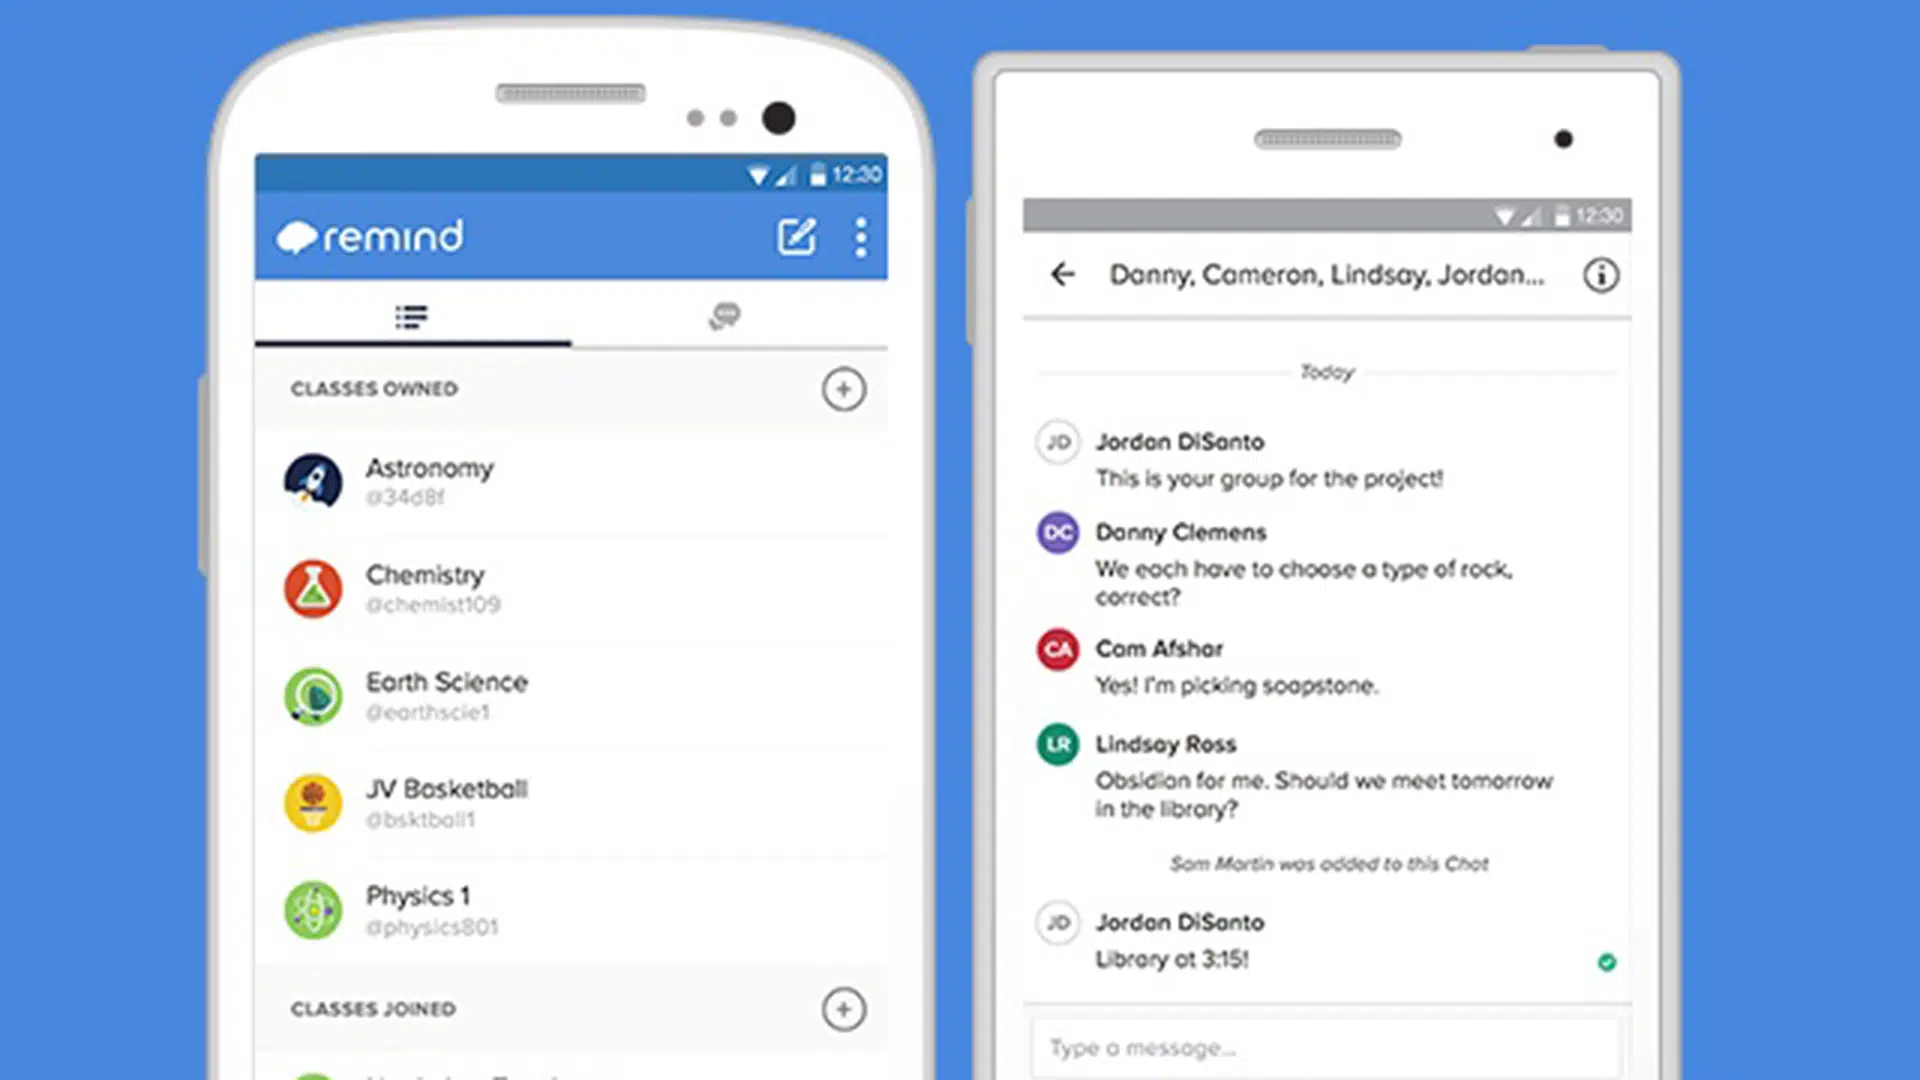 12:30
remind
CLASSES OWNED
Astronomy
@34d8f
Chemistry
@chemist109
Earth Science
@earthscie1
JV Basketball
@bsktball1
Physics 1
@physics801
CLASSES JOINED
12:30
Danny, Cameron, Lindsay, Jordan...
Today
JD
Jordan DiSanto
This is your group for the project!
DC
Danny Clemens
We each have to choose a type of rock,
correct?
CA
Cam Afshar
Yes! I'm picking soapstone.
LR
Lindsay Ross
Obsidian for me. Should we meet tomorrow
in the library?
Sam Martin was added to this Chat
JD
Jordan DiSanto
Library at 3:15!
Type a message...